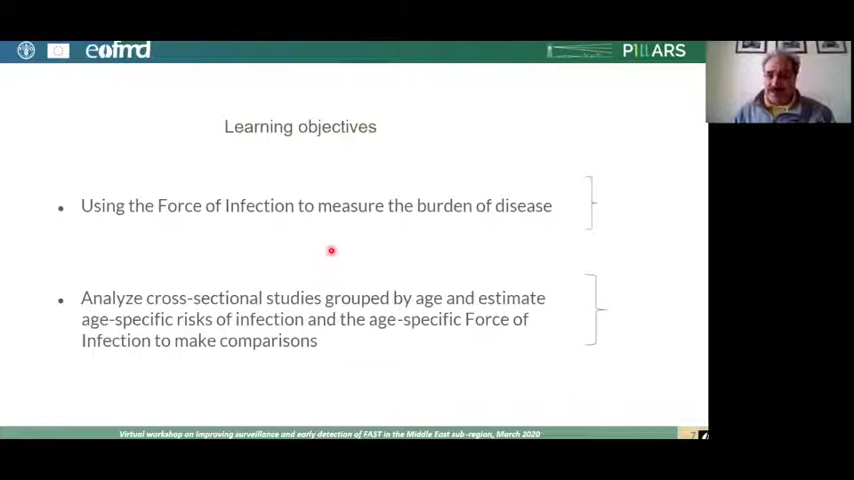 eofmd
PILLARS
Learning objectives
• Using the Force of Infection to measure the burden of disease
• Analyze cross-sectional studies grouped by age and estimate
age-specific risks of infection and the age-specific Force of
Infection to make comparisons
Virtual workshop on improving surveillance and early detection of FAST in the Middle East sub-region, March 2020
7